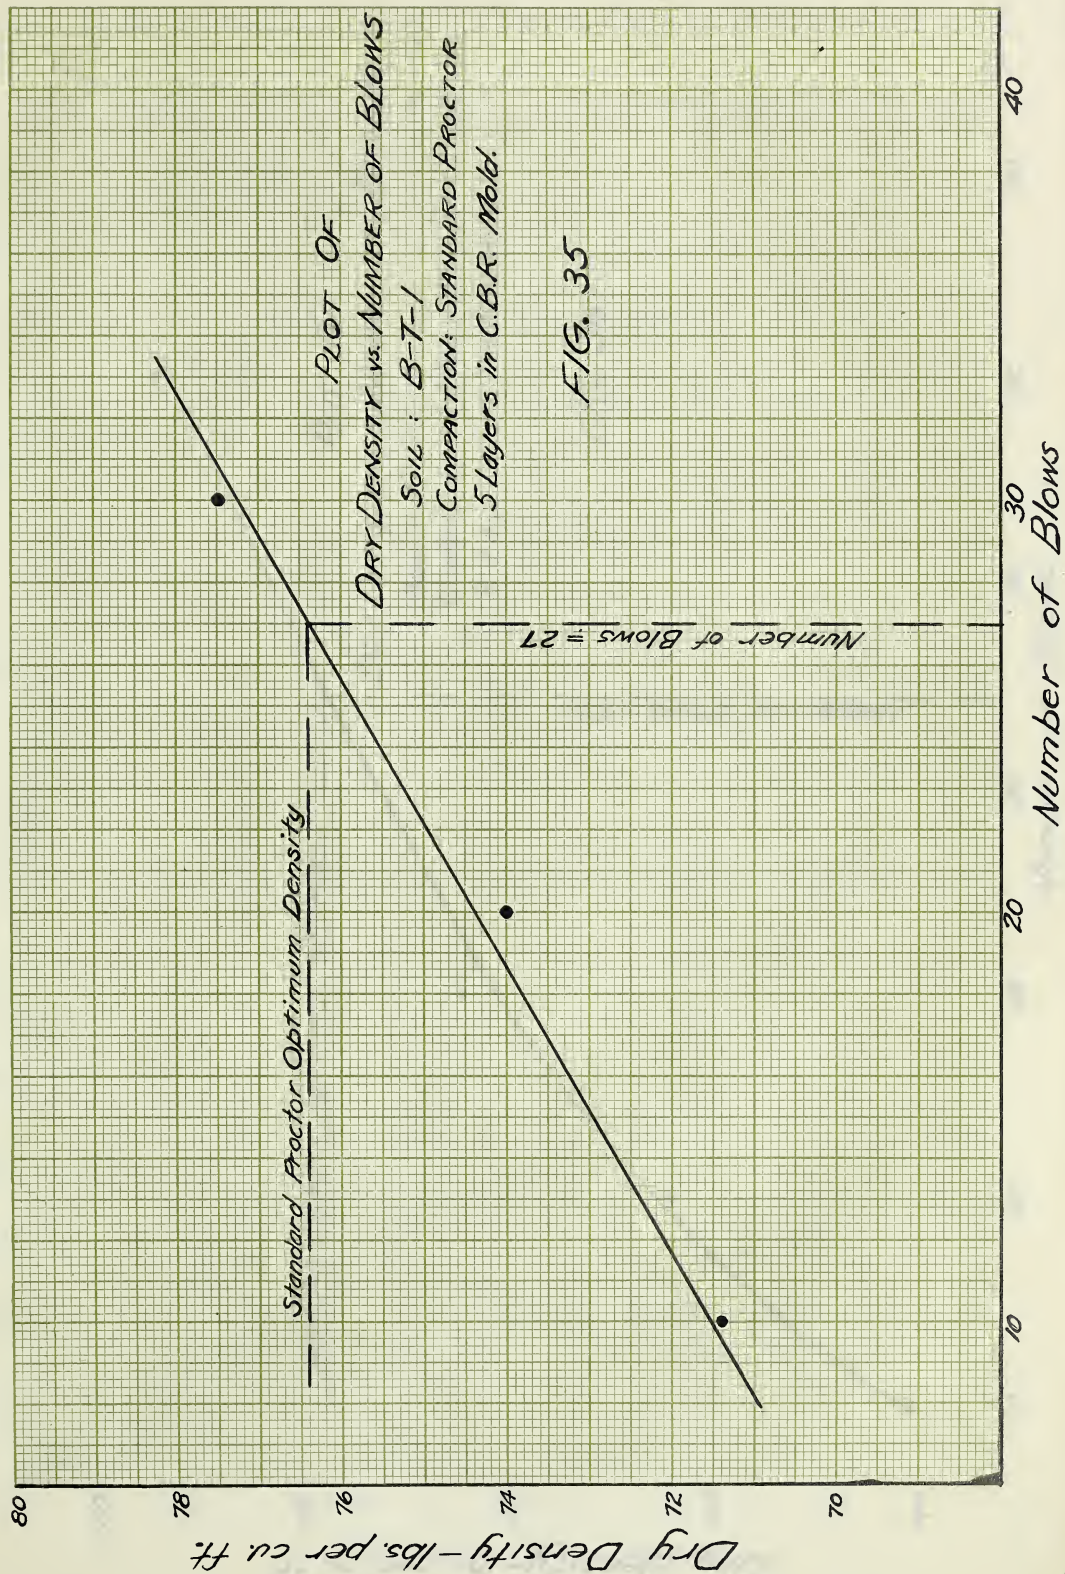 PLOT OF
DRY DENSITY vs. NUMBER OF BLOWS
SOIL : B-T-1
COMPACTION: STANDARD PROCTOR
5 Layers in C.B.R. Mold.
FIG. 35
Standard Proctor Optimum Density
Number of Blows = 27
Dry Density - lbs. per cu. ft.
80
78
76
74
72
70
10
20
30
40
Number of Blows